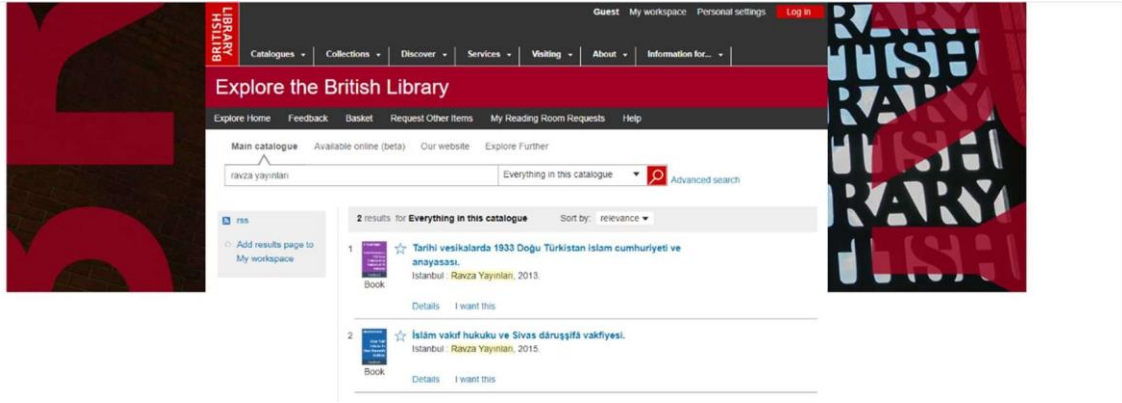 BRITISH
LIBRARY
Guest My workspace Personal settings Log in
Catalogues Collections Discover Services Visiting About Information for...
Explore the British Library
Explore Home Feedback Basket Request Other Items My Reading Room Requests Help
Main catalogue Available online (beta) Our website Explore Further
ravza yayınları Everything in this catalogue Advanced search
rss
Add results page to
My workspace
2 results for Everything in this catalogue Sort by: relevance
1 Tarihi vesikalarda 1933 Doğu Türkistan islam cumhuriyeti ve
anayasası.
Istanbul : Ravza Yayınları, 2013.
Book
Details I want this
2 İslâm vakıf hukuku ve Sivas dârüşşifâ vakfiyesi.
Istanbul : Ravza Yayınları, 2015.
Book
Details I want this